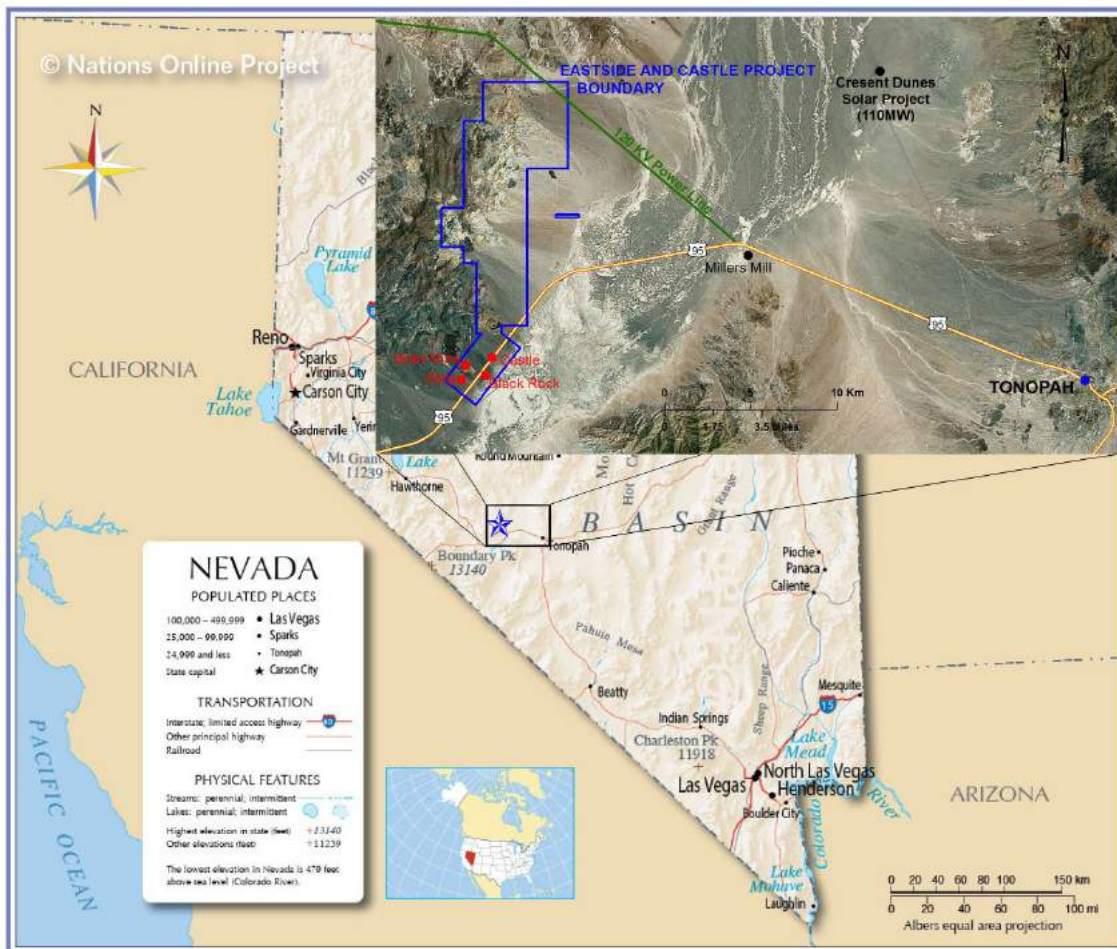 © Nations Online Project
N
EASTSIDE AND CASTLE PROJECT
BOUNDARY
Cresent Dunes
Solar Project
(110MW)
N
120 KV Power Line
95
Millers Mill
95
TONOPAH
Castle
Black Rock
95
0 5 10 Km
0 1.75 3.5 Miles
Pyramid
Lake
Reno
Sparks
Virginia City
Carson City
Lake
Tahoe
Gardnerville
CALIFORNIA
Mt Grant
11239
Lake
Hawthorne
Round Mountain
Grant Range
BASIN
Tonopah
Boundary Pk
13140
Pioche
Panaca
Caliente
Pahute Mesa
Beatty
Indian Springs
Sheep Range
Charleston Pk
11918
Mesquite
15
Lake
Mead
Las Vegas
North Las Vegas
Henderson
Boulder City
Colorado
River
ARIZONA
Lake
Mohave
Laughlin
PACIFIC OCEAN
NEVADA
POPULATED PLACES
100,000 – 499,999 Las Vegas
25,000 – 99,999 Sparks
24,999 and less Tonopah
State capital Carson City
TRANSPORTATION
Interstate; limited access highway 80
Other principal highway
Railroad
PHYSICAL FEATURES
Streams: perennial; intermittent
Lakes: perennial; intermittent
Highest elevation in state (feet) +13140
Other elevations (feet) +11239
The lowest elevation in Nevada is 479 feet
above sea level (Colorado River).
0 20 40 60 80 100 150 km
0 20 40 60 80 100 mi
Albers equal area projection